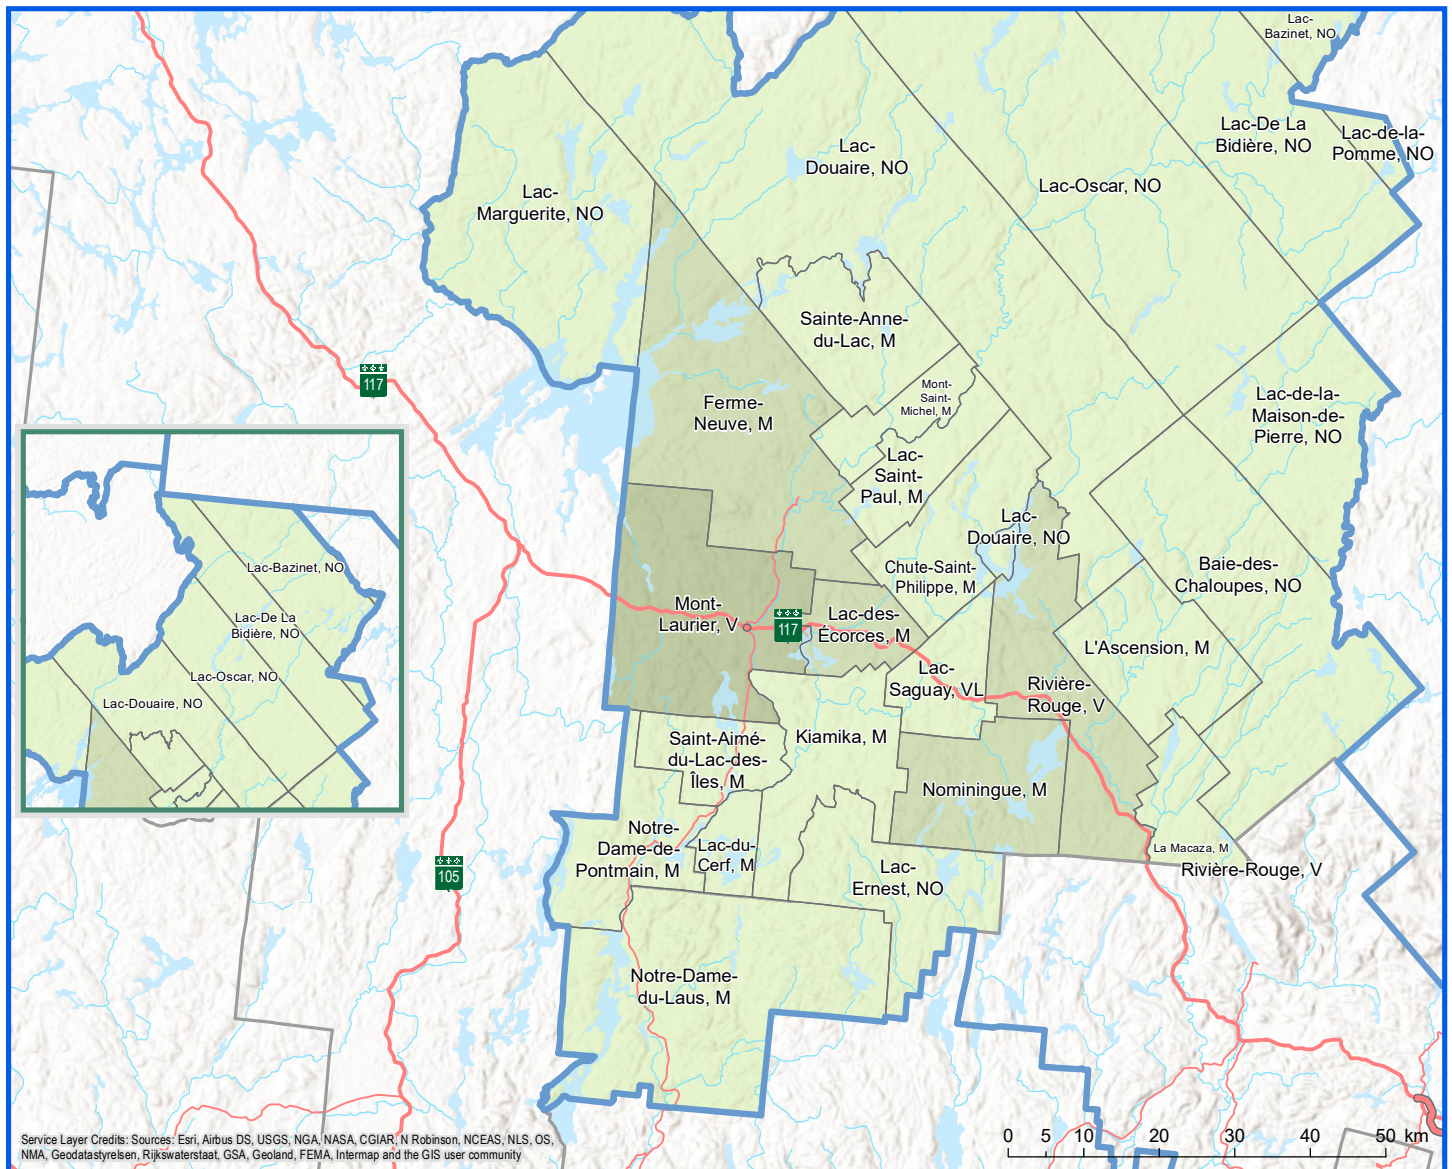 Lac-
Bazinet, NO
Lac-De La
Bidière, NO
Lac-de-la-
Pomme, NO
Lac-
Douaire, NO
Lac-Oscar, NO
Lac-
Marguerite, NO
Sainte-Anne-
du-Lac, M
117
Mont-
Saint-
Michel, M
Ferme-
Neuve, M
Lac-de-la-
Maison-de-
Pierre, NO
Lac-
Saint-
Paul, M
Lac-
Douaire, NO
Lac-Bazinet, NO
Chute-Saint-
Philippe, M
Baie-des-
Chaloupes, NO
Lac-De La
Bidière, NO
Mont-
Laurier, V
117
Lac-des-
Écorces, M
L'Ascension, M
Lac-Oscar, NO
Lac-
Saguay, VL
Rivière-
Rouge, V
Lac-Douaire, NO
Saint-Aimé-
du-Lac-des-
Îles, M
Kiamika, M
Nominingue, M
Notre-
Dame-de-
Pontmain, M
Lac-du-
Cerf, M
La Macaza, M
Rivière-Rouge, V
105
Lac-
Ernest, NO
Notre-Dame-
du-Laus, M
Service Layer Credits: Sources: Esri, Airbus DS, USGS, NGA, NASA, CGIAR, N Robinson, NCEAS, NLS, OS,
NMA, Geodatastyrelsen, Rijkswaterstaat, GSA, Geoland, FEMA, Intermap and the GIS user community
0 5 10 20 30 40 50 km